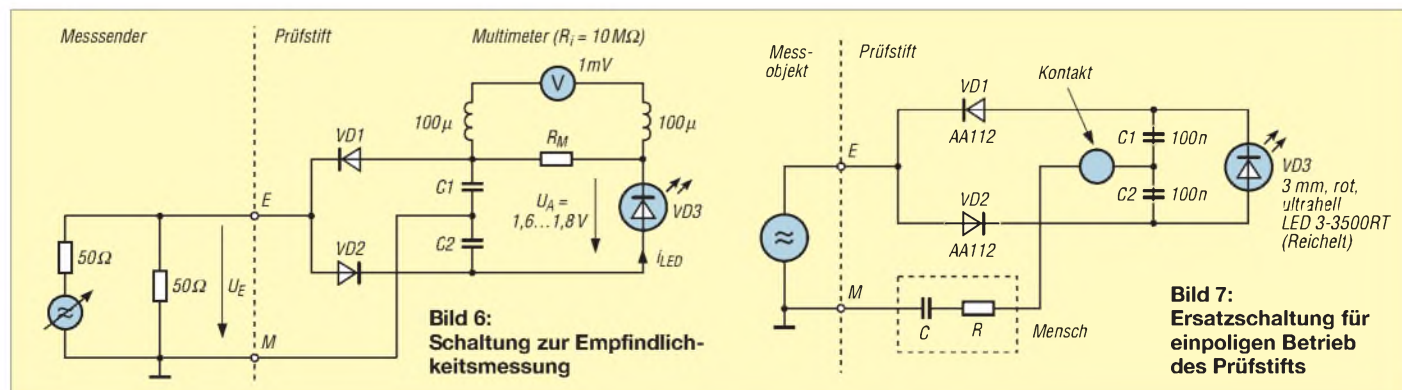 Messsender
Prüfstift
Multimeter (Ri = 10 MΩ)
1mV
V
100µ
100µ
VD1
RM
E
C1
UA =
1,6...1,8V
VD3
VD2
C2
iLED
50Ω
50Ω
UE
M
Bild 6:
Schaltung zur Empfindlich-
keitsmessung
Mess-
objekt
Prüfstift
Kontakt
VD1
AA112
C1
100n
E
VD3
C2
100n
3 mm, rot,
ultrahell
LED 3-3500RT
(Reichelt)
VD2
AA112
M
C
R
Mensch
Bild 7:
Ersatzschaltung für
einpoligen Betrieb
des Prüfstifts